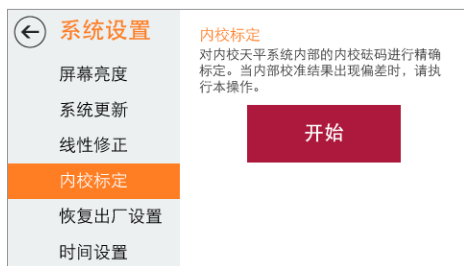 系统设置
屏幕亮度
系统更新
线性修正
内校标定
恢复出厂设置
时间设置
内校标定
对内校天平系统内部的内校砝码进行精确
标定。当内部校准结果出现偏差时，请执
行本操作。
开始